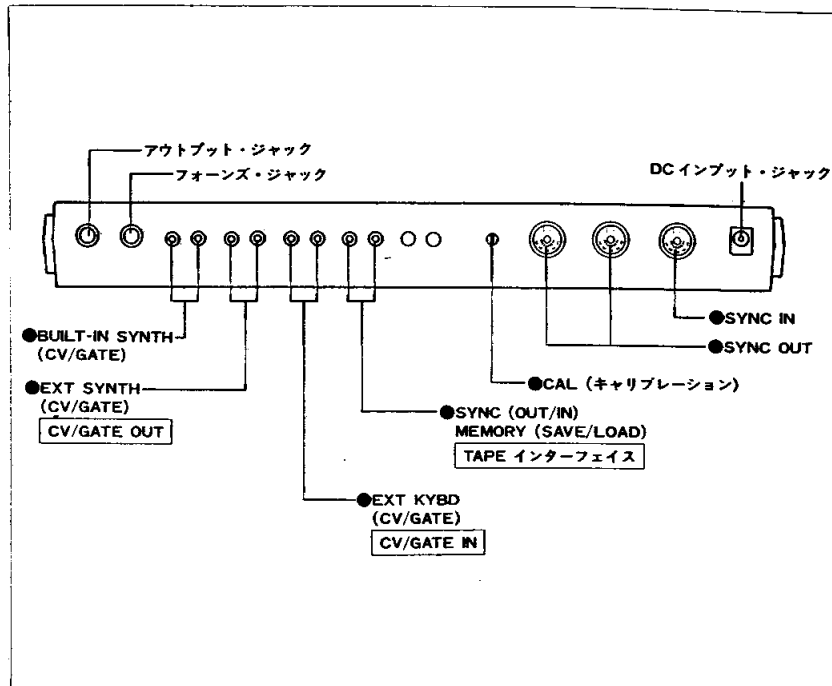 アウトプット・ジャック
フォーンズ・ジャック
DCインプット・ジャック
●BUILT-IN SYNTH
(CV/GATE)
●EXT SYNTH
(CV/GATE)
CV/GATE OUT
●SYNC IN
●SYNC OUT
●CAL (キャリブレーション)
●SYNC (OUT/IN)
MEMORY (SAVE/LOAD)
TAPE インターフェイス
●EXT KYBD
(CV/GATE)
CV/GATE IN